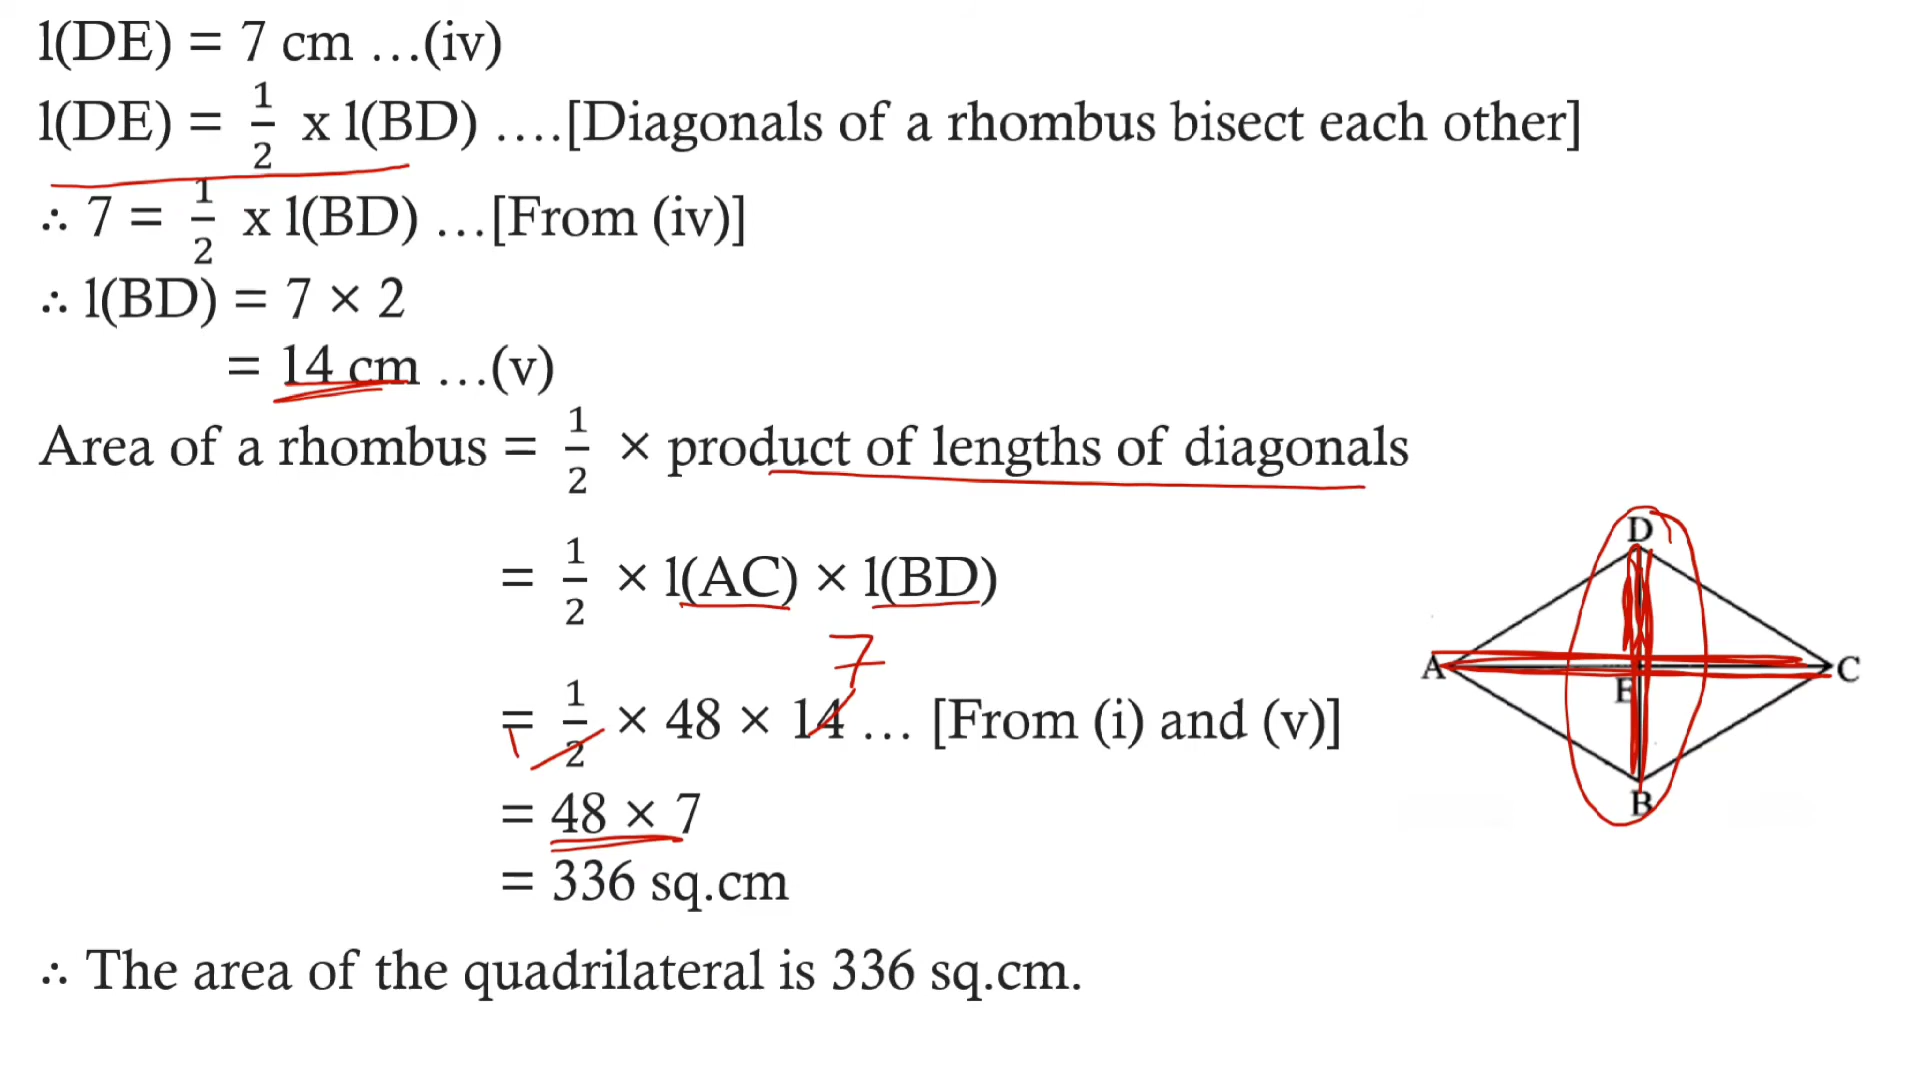 l(DE) = 7 cm …(iv)
l(DE) = 1/2 x l(BD) ….[Diagonals of a rhombus bisect each other]
∴ 7 = 1/2 x l(BD) …[From (iv)]
∴ l(BD) = 7 × 2
= 14 cm …(v)
Area of a rhombus = 1/2 × product of lengths of diagonals
= 1/2 × l(AC) × l(BD)
7
= 1/2 × 48 × 14 … [From (i) and (v)]
1
= 48 × 7
= 336 sq.cm
∴ The area of the quadrilateral is 336 sq.cm.
D
A
E
C
B